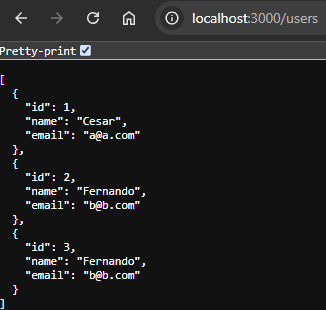 localhost:3000/users
Pretty-print
[
  {
    "id": 1,
    "name": "Cesar",
    "email": "a@a.com"
  },
  {
    "id": 2,
    "name": "Fernando",
    "email": "b@b.com"
  },
  {
    "id": 3,
    "name": "Fernando",
    "email": "b@b.com"
  }
]